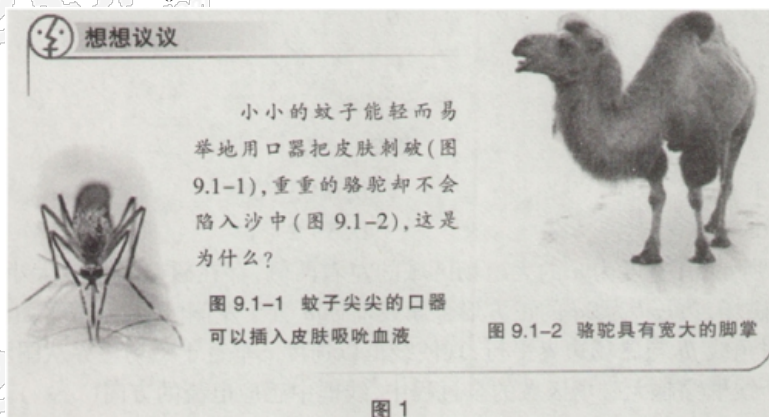 想想议议
小小的蚊子能轻而易
举地用口器把皮肤刺破(图
9.1-1),重重的骆驼却不会
陷入沙中(图 9.1-2),这是
为什么?
图 9.1-1 蚊子尖尖的口器
可以插入皮肤吸吮血液
图 9.1-2 骆驼具有宽大的脚掌
图 1